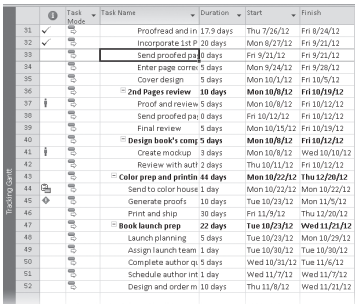 Task Mode Task Name Duration Start Finish
31 Proofread and in 17.9 days Thu 7/26/12 Fri 8/24/12
32 Incorporate 1st P 20 days Mon 8/27/12 Fri 9/21/12
33 Send proofed pag 0 days Fri 9/21/12 Fri 9/21/12
34 Enter page correc 5 days Mon 9/24/12 Fri 9/28/12
35 Cover design 5 days Mon 10/1/12 Fri 10/5/12
36 2nd Pages review 10 days Mon 10/8/12 Fri 10/19/12
37 Proof and review 5 days Mon 10/8/12 Fri 10/12/12
38 Send proofed pag 0 days Fri 10/12/12 Fri 10/12/12
39 Final review 5 days Mon 10/15/12 Fri 10/19/12
40 Design book's comp 5 days Mon 10/8/12 Fri 10/12/12
41 Create mockup 3 days Mon 10/8/12 Wed 10/10/12
42 Review with auth 2 days Thu 10/11/12 Fri 10/12/12
43 Color prep and printin 44 days Mon 10/22/12 Thu 12/20/12
44 Send to color house 1 day Mon 10/22/12 Mon 10/22/12
45 Generate proofs 10 days Tue 10/23/12 Mon 11/5/12
46 Print and ship 30 days Fri 11/9/12 Thu 12/20/12
47 Book launch prep 22 days Tue 10/23/12 Wed 11/21/12
48 Launch planning 5 days Tue 10/23/12 Mon 10/29/12
49 Assign launch team 1 day Tue 10/30/12 Tue 10/30/12
50 Complete author qu 5 days Wed 10/31/12 Tue 11/6/12
51 Schedule author int 1 day Wed 11/7/12 Wed 11/7/12
52 Design and order m 10 days Thu 11/8/12 Wed 11/21/12
Tracking Gantt